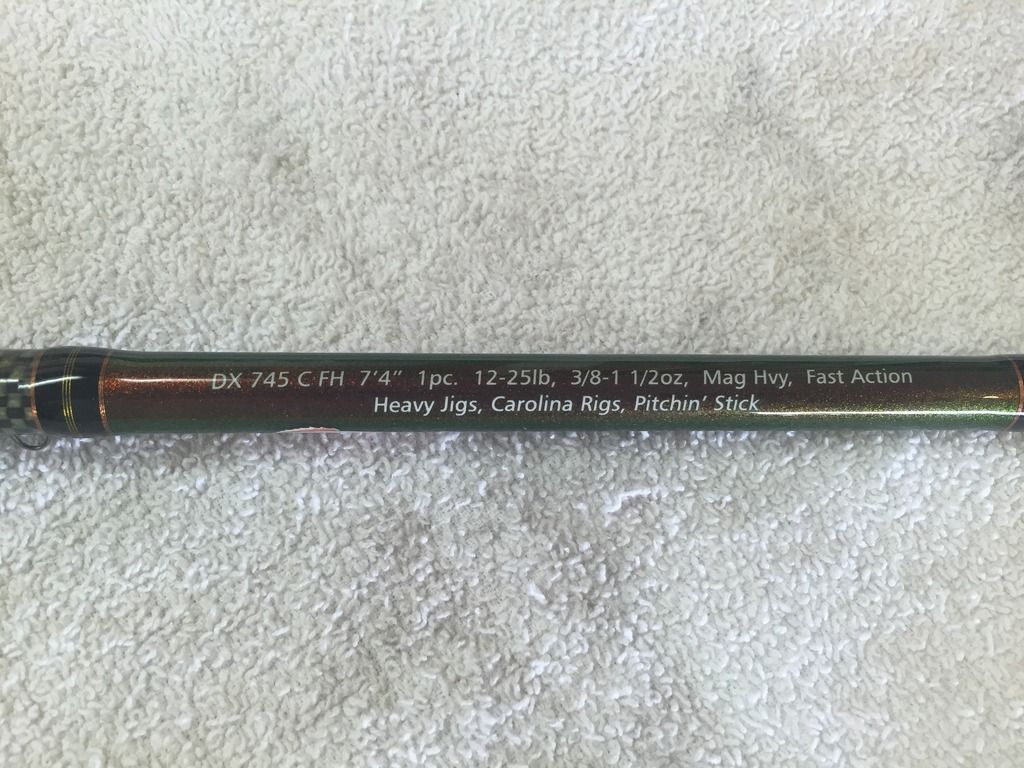 DX 745 C FH 7'4" 1pc. 12-25lb, 3/8-1 1/2oz, Mag Hvy, Fast Action
Heavy Jigs, Carolina Rigs, Pitchin' Stick